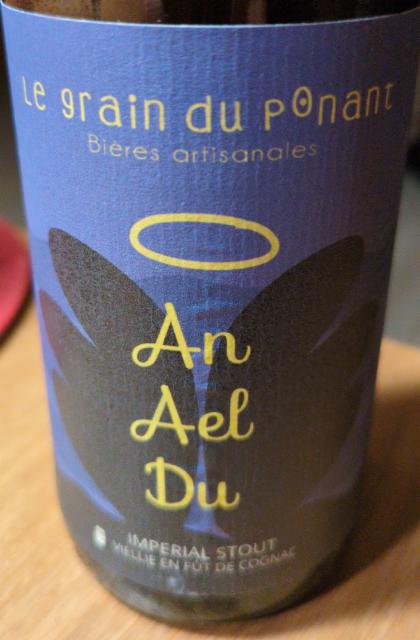 Le grain du Ponant
Bières artisanales
An
Ael
Du
IMPERIAL STOUT
VIEILLIE EN FÛT DE COGNAC